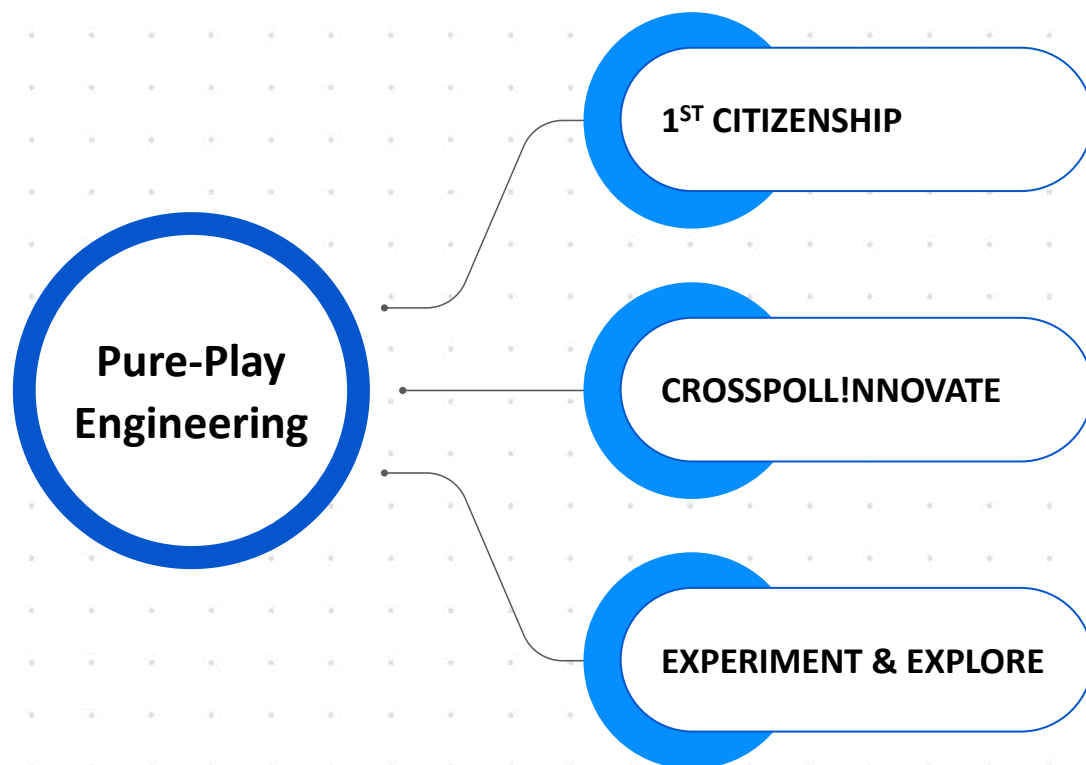 1ST CITIZENSHIP
Pure-Play
Engineering
CROSSPOLL!NNOVATE
EXPERIMENT & EXPLORE